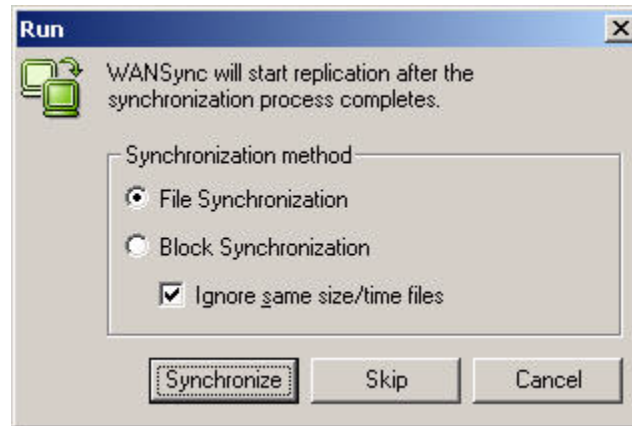 Run
WANSync will start replication after the
synchronization process completes.
Synchronization method
File Synchronization
Block Synchronization
Ignore same size/time files
Synchronize Skip Cancel